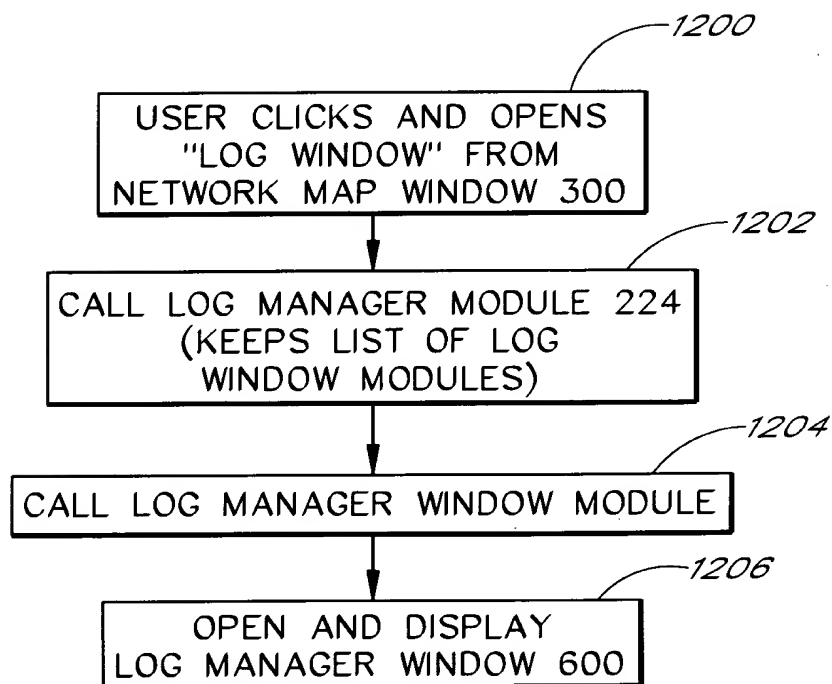 1200
USER CLICKS AND OPENS
"LOG WINDOW" FROM
NETWORK MAP WINDOW 300
1202
CALL LOG MANAGER MODULE 224
(KEEPS LIST OF LOG
WINDOW MODULES)
1204
CALL LOG MANAGER WINDOW MODULE
1206
OPEN AND DISPLAY
LOG MANAGER WINDOW 600